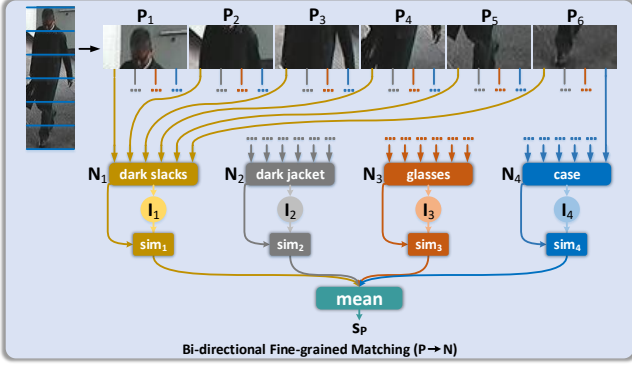 P1 P2 P3 P4 P5 P6
... ... ... ... ... ... ... ... ... ... ... ... ... ... ... ... ...
... ... ... ... ... ... ... ... ... ... ... ... ... ... ... ... ...
N1 dark slacks N2 dark jacket N3 glasses N4 case
I1 I2 I3 I4
sim1 sim2 sim3 sim4
mean
sP
Bi-directional Fine-grained Matching (P→N)